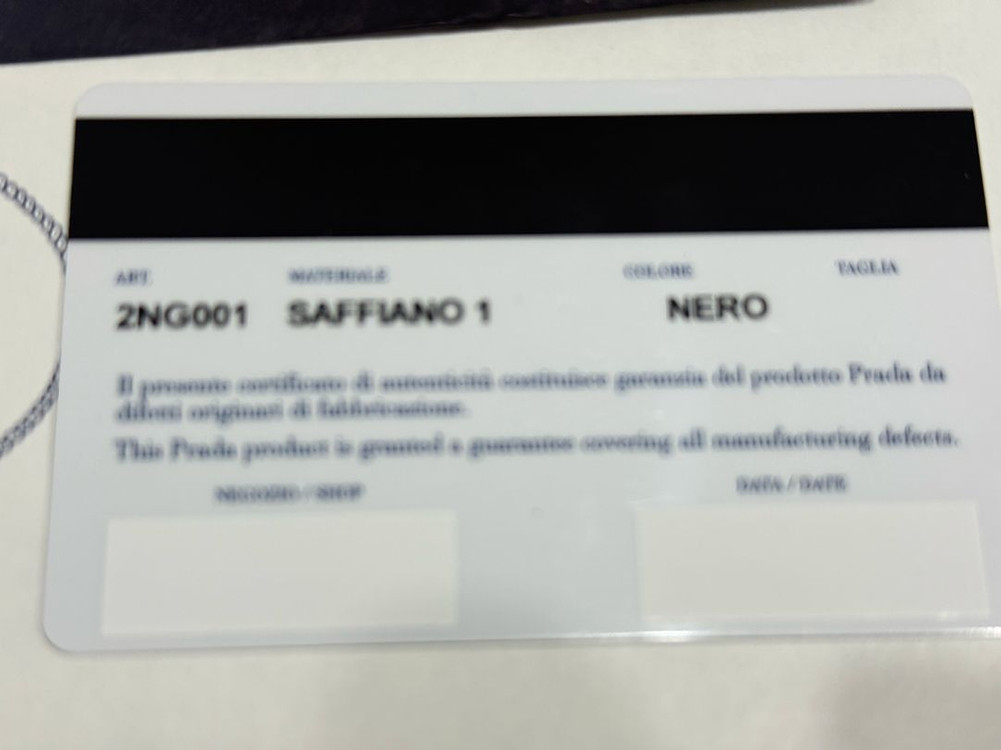 ART. MATERIALE COLORE TAGLIA
2NG001 SAFFIANO 1 NERO
Il presente certificato di autenticità costituisce garanzia del prodotto Prada da
difetti originari di fabbricazione.
This Prada product is granted a guarantee covering all manufacturing defects.
NEGOZIO / SHOP DATA / DATE